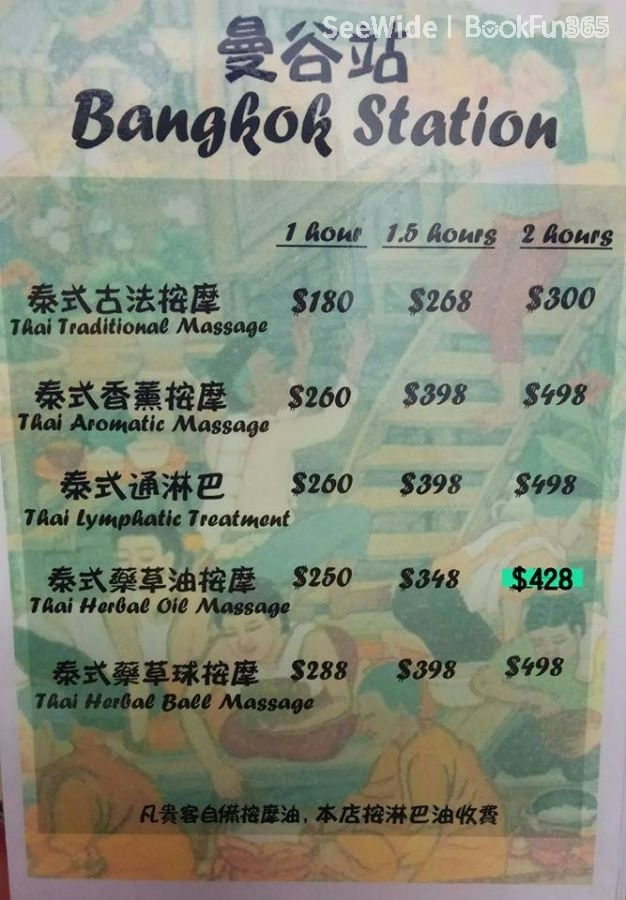 SeeWide | BookFun365
曼谷站
Bangkok Station
1 hour 1.5 hours 2 hours
泰式古法按摩 $180 $268 $300
Thai Traditional Massage
泰式香薰按摩 $260 $398 $498
Thai Aromatic Massage
泰式通淋巴 $260 $398 $498
Thai Lymphatic Treatment
泰式藥草油按摩 $250 $348 $428
Thai Herbal Oil Massage
泰式藥草球按摩 $288 $398 $498
Thai Herbal Ball Massage
凡貴客自備按摩油, 本店按淋巴油收費